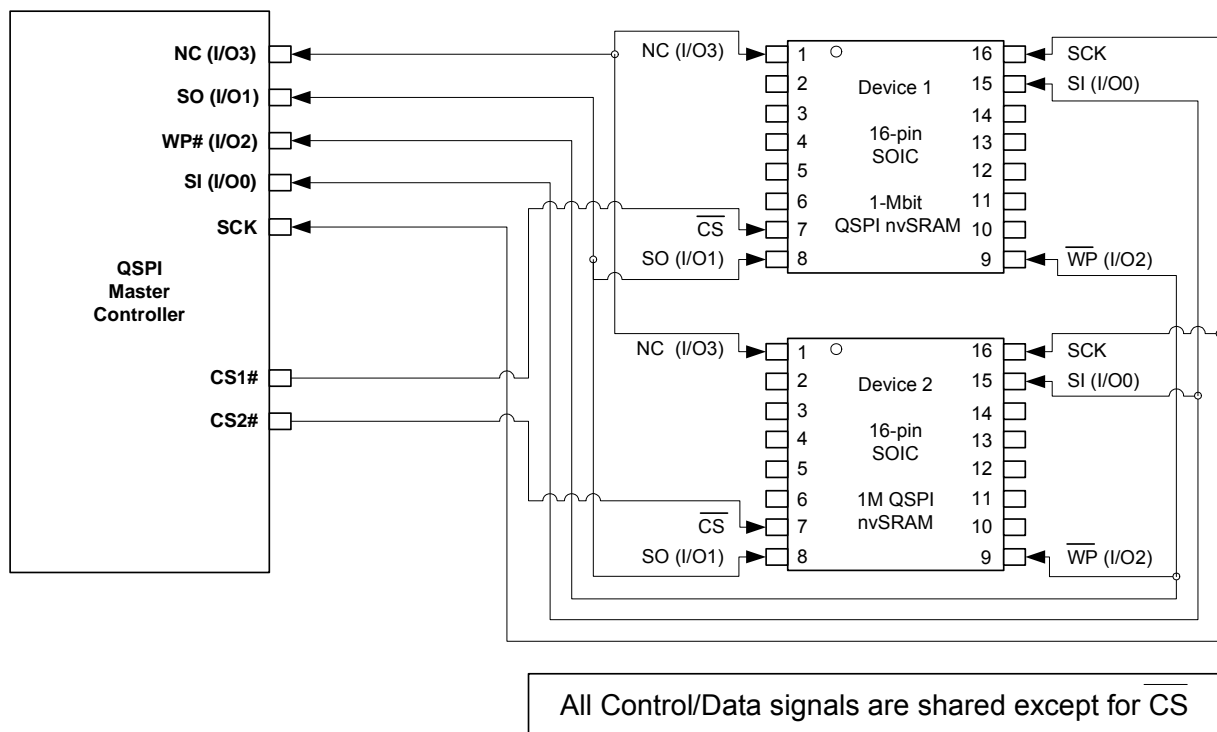 NC (I/O3)
SO (I/O1)
WP# (I/O2)
SI (I/O0)
SCK
QSPI
Master
Controller
CS1#
CS2#
NC (I/O3)
CS
SO (I/O1)
1
2
3
4
5
6
7
8
Device 1
16-pin
SOIC
1-Mbit
QSPI nvSRAM
16
15
14
13
12
11
10
9
SCK
SI (I/O0)
WP (I/O2)
NC (I/O3)
CS
SO (I/O1)
1
2
3
4
5
6
7
8
Device 2
16-pin
SOIC
1M QSPI
nvSRAM
16
15
14
13
12
11
10
9
SCK
SI (I/O0)
WP (I/O2)
All Control/Data signals are shared except for CS